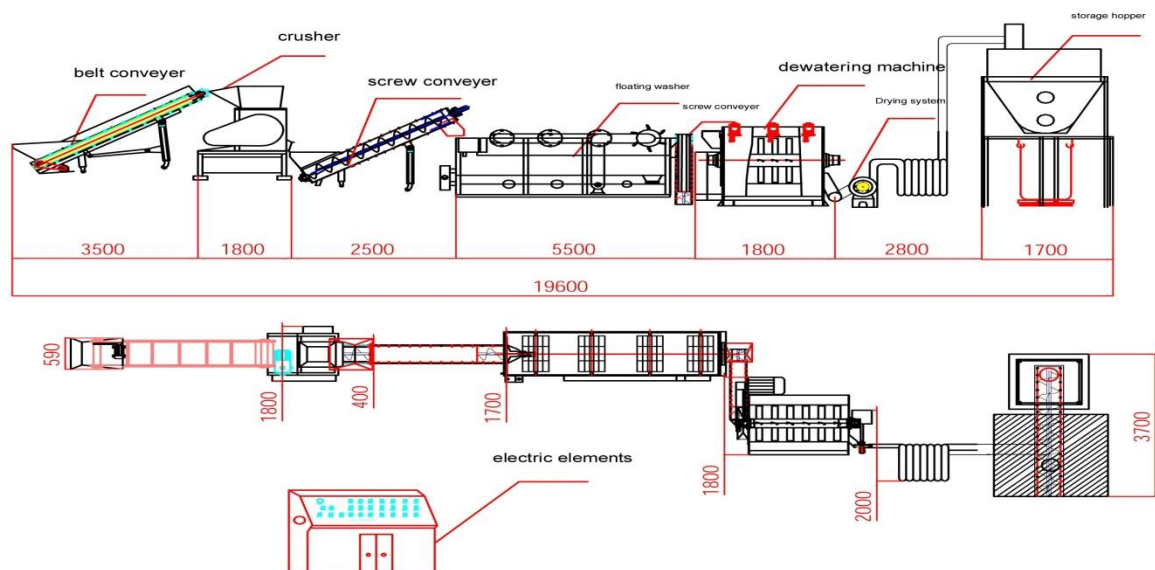 storage hopper
crusher
belt conveyer
screw conveyer
floating washer
screw conveyer
dewatering machine
Drying system
3500
1800
2500
5500
1800
2800
1700
19600
590
1800
400
1700
1800
2000
3700
electric elements